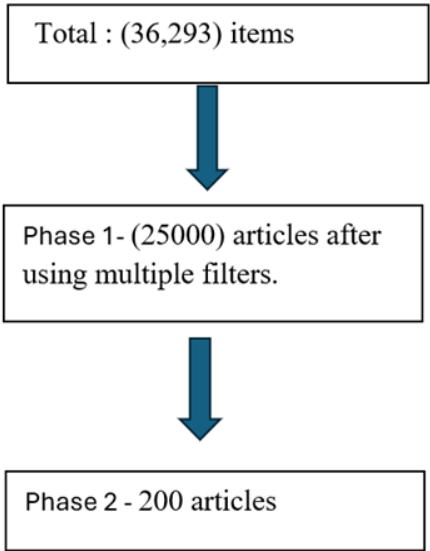 Total : (36,293) items
Phase 1- (25000) articles after
using multiple filters.
Phase 2 - 200 articles